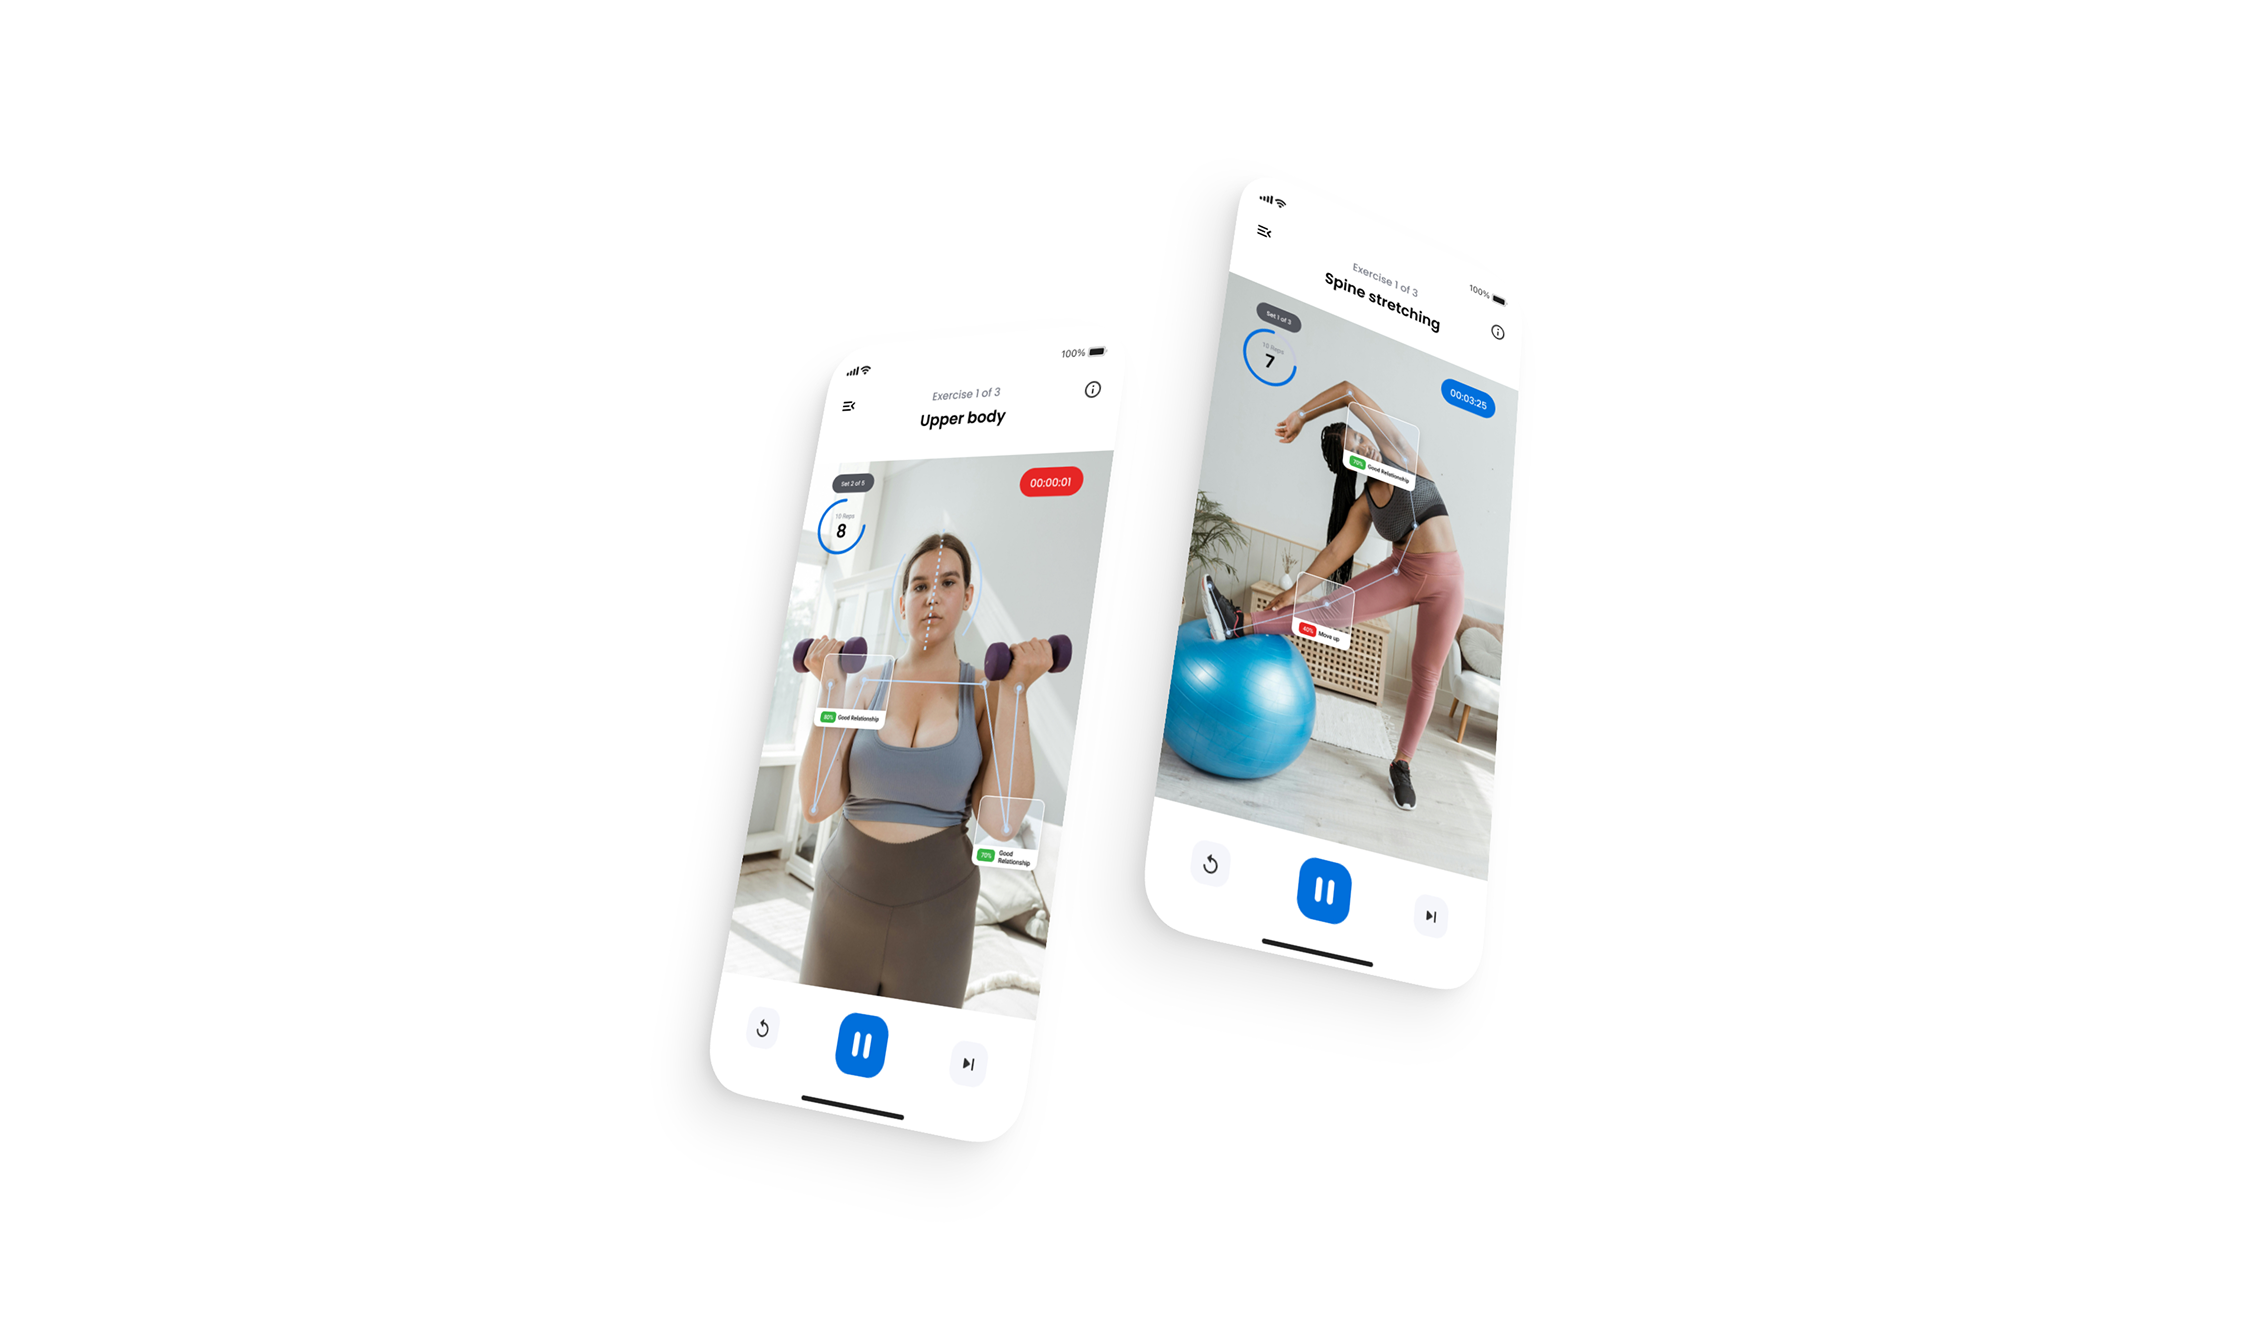 100%
Exercise 1 of 3
Upper body
Set 2 of 5
00:00:01
10 Reps
8
80% Good Relationship
70% Good
Relationship
100%
Exercise 1 of 3
Spine stretching
Set 1 of 3
10 Reps
7
00:03:25
70% Good Relationship
40% Move up